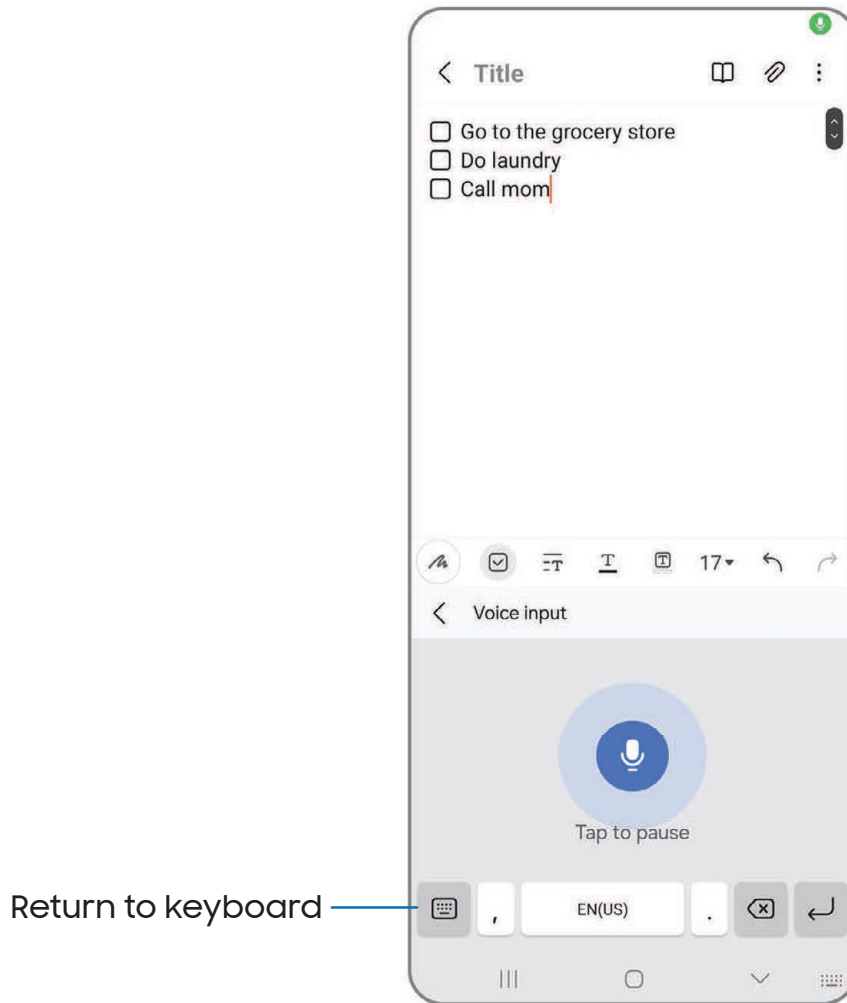 Title
Go to the grocery store
Do laundry
Call mom
17
Voice input
Tap to pause
Return to keyboard
, EN(US) .